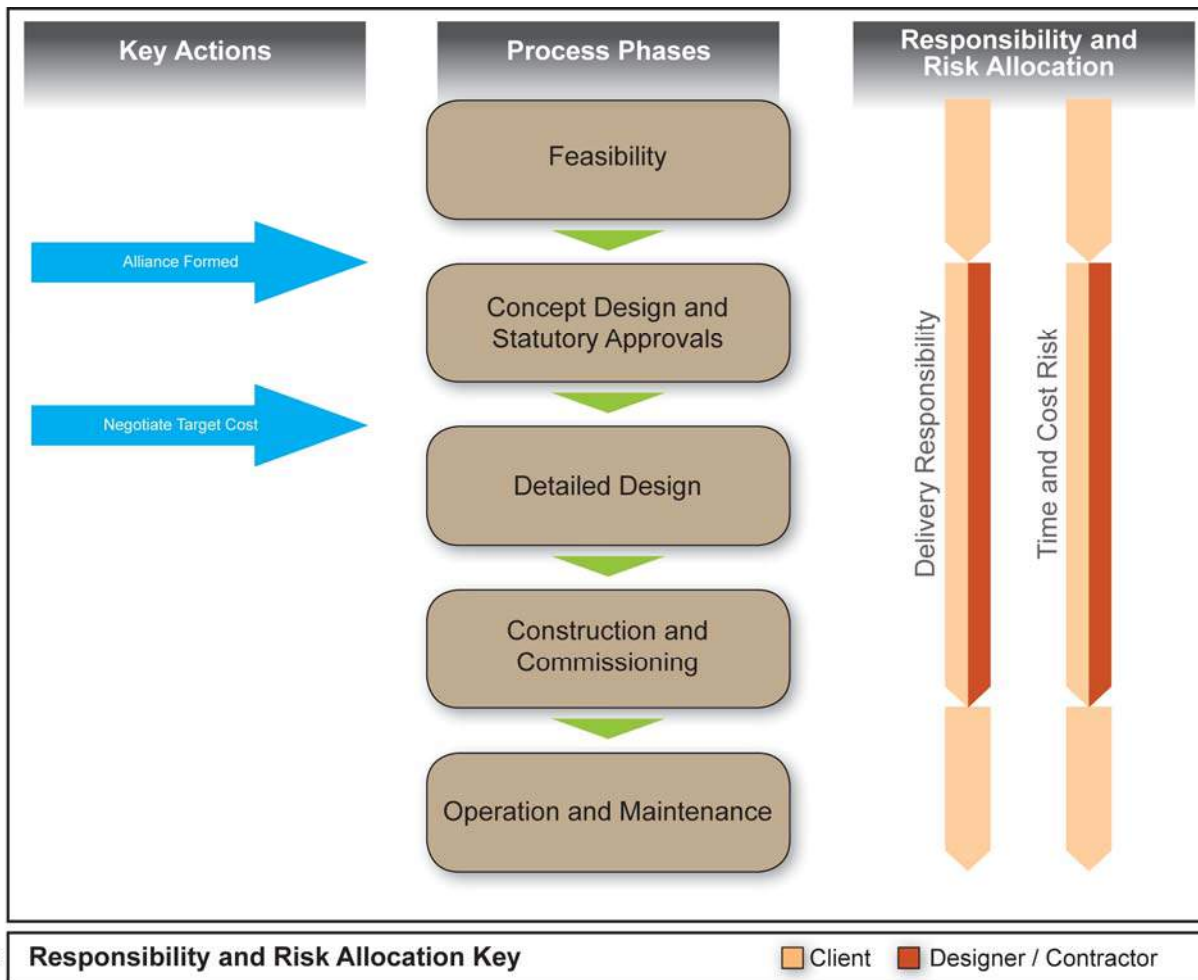 Key Actions
Process Phases
Responsibility and
Risk Allocation
Feasibility
Alliance Formed
Concept Design and
Statutory Approvals
Negotiate Target Cost
Detailed Design
Construction and
Commissioning
Operation and Maintenance
Delivery Responsibility
Time and Cost Risk
Responsibility and Risk Allocation Key
Client
Designer / Contractor